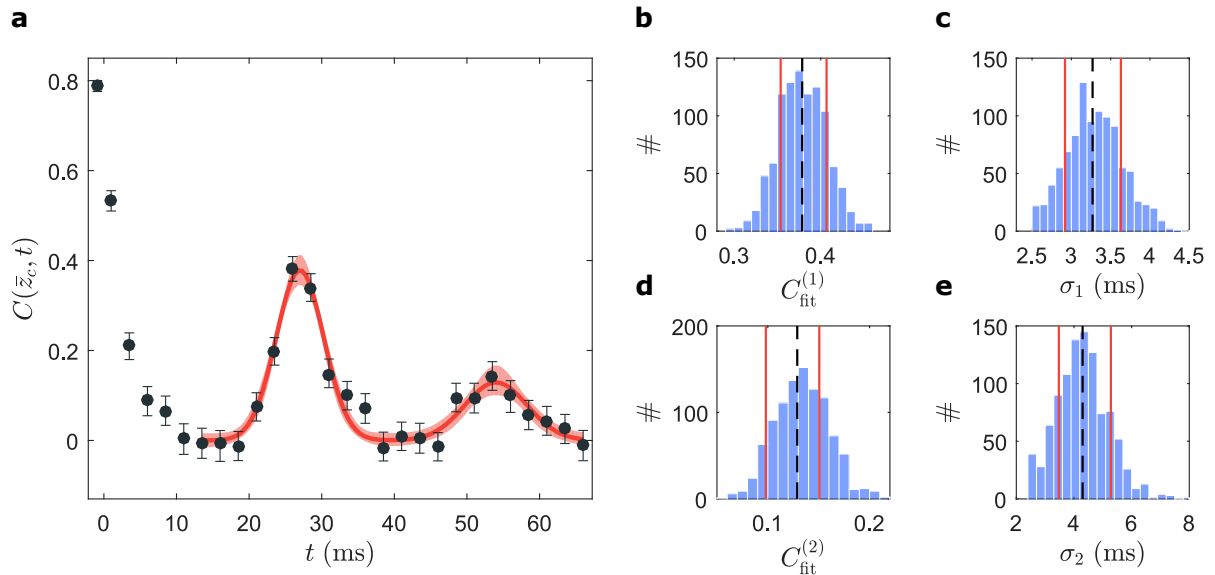 a
0.8
0.6
0.4
0.2
0
C(z̄_c, t)
0 10 20 30 40 50 60
t (ms)
b
150
100
50
0
#
0.3 0.4
C_fit^(1)
c
150
100
50
0
#
2.5 3 3.5 4 4.5
σ_1 (ms)
d
200
100
0
#
0.1 0.2
C_fit^(2)
e
150
100
50
0
#
2 4 6 8
σ_2 (ms)